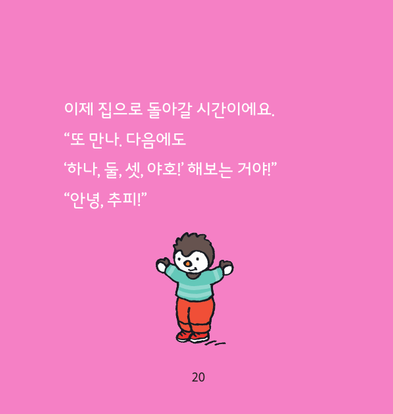 이제 집으로 돌아갈 시간이에요.
“또 만나. 다음에도
‘하나, 둘, 셋, 야호!’ 해보는 거야!”
“안녕, 추피!”
20